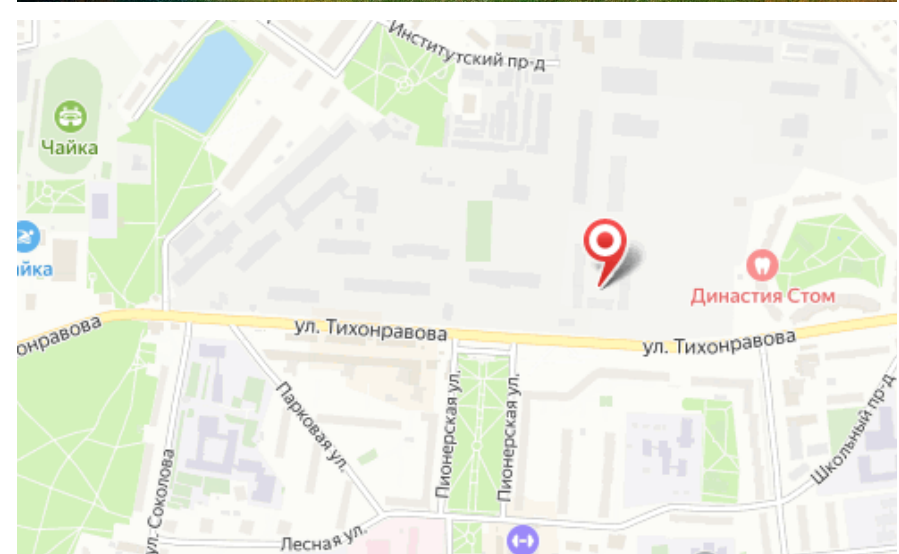 Институтский пр-д
Чайка
йка
Династия Стом
онравова
ул. Тихонравова
ул. Тихонравова
Парковая ул.
Пионерская ул.
Пионерская ул.
Школьный пр-д
ул. Соколова
Лесная ул.